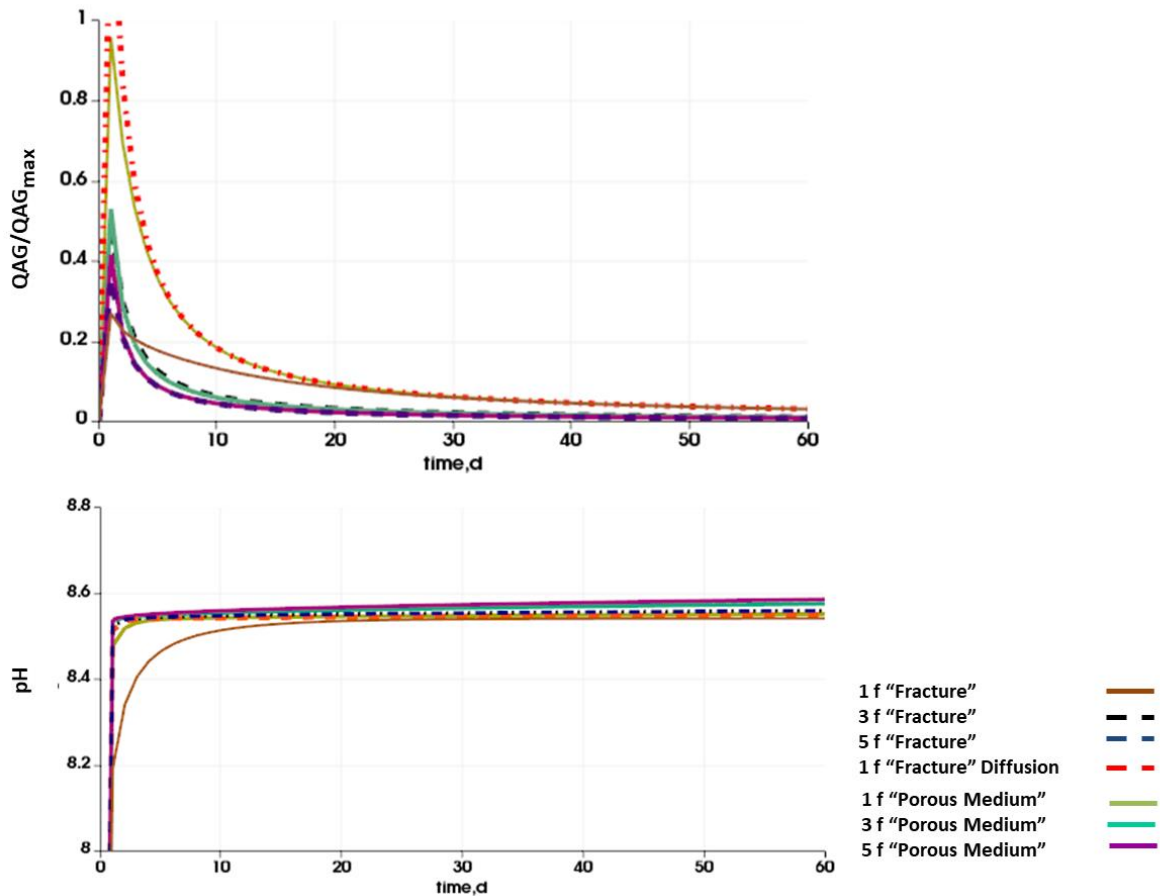 1
0.8
0.6
0.4
0.2
0
QAG/QAGmax
0 10 20 30 40 50 60
time,d
8.8
8.6
8.4
8.2
8
pH
0 10 20 30 40 50 60
time,d
1 f “Fracture”
3 f “Fracture”
5 f “Fracture”
1 f “Fracture” Diffusion
1 f “Porous Medium”
3 f “Porous Medium”
5 f “Porous Medium”